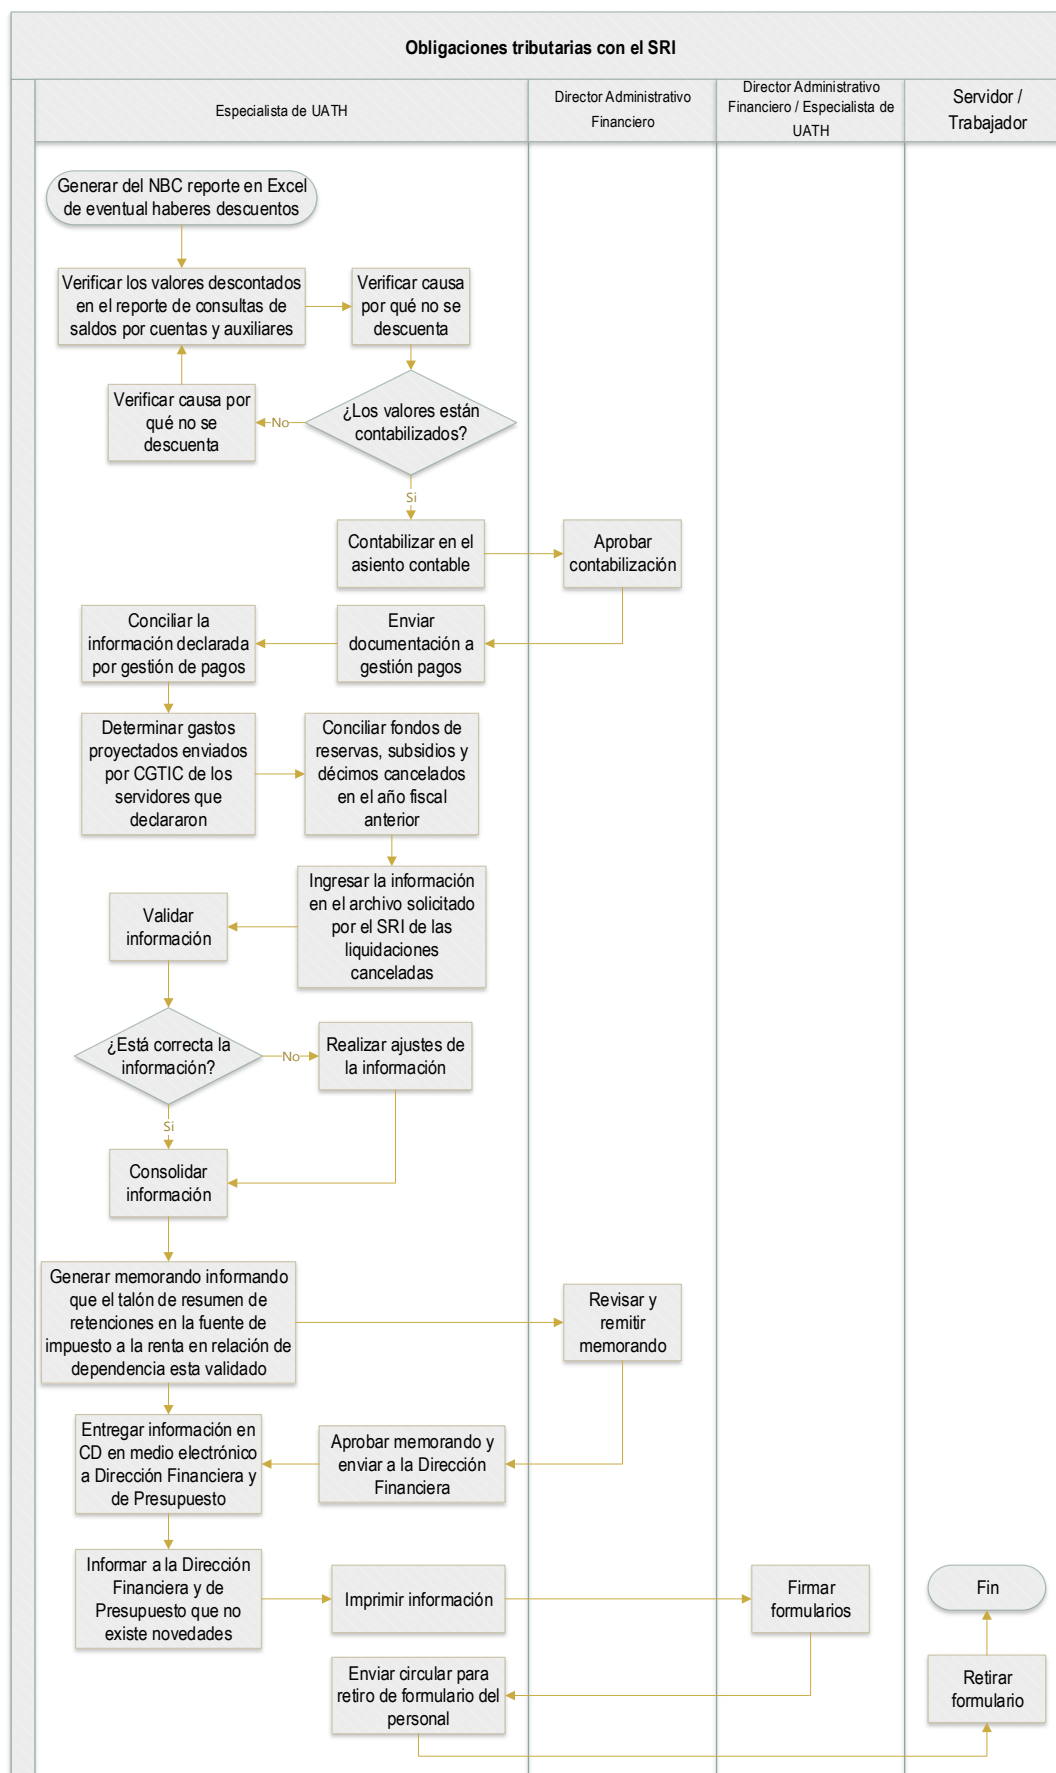 Obligaciones tributarias con el SRI
Especialista de UATH
Director Administrativo
Financiero
Director Administrativo
Financiero / Especialista de
UATH
Servidor /
Trabajador
Generar del NBC reporte en Excel
de eventual haberes descuentos
Verificar los valores descontados
en el reporte de consultas de
saldos por cuentas y auxiliares
Verificar causa
por qué no se
descuenta
Verificar causa por
qué no se
descuenta
No
¿Los valores están
contabilizados?
Si
Contabilizar en el
asiento contable
Aprobar
contabilización
Conciliar la
información declarada
por gestión de pagos
Enviar
documentación a
gestión pagos
Determinar gastos
proyectados enviados
por CGTIC de los
servidores que
declararon
Conciliar fondos de
reservas, subsidios y
décimos cancelados
en el año fiscal
anterior
Ingresar la información
en el archivo solicitado
por el SRI de las
liquidaciones
canceladas
Validar
información
¿Está correcta la
información?
No
Realizar ajustes de
la información
Si
Consolidar
información
Generar memorando informando
que el talón de resumen de
retenciones en la fuente de
impuesto a la renta en relación de
dependencia esta validado
Revisar y
remitir
memorando
Entregar información en
CD en medio electrónico
a Dirección Financiera y
de Presupuesto
Aprobar memorando y
enviar a la Dirección
Financiera
Informar a la Dirección
Financiera y de
Presupuesto que no
existe novedades
Imprimir información
Firmar
formularios
Fin
Enviar circular para
retiro de formulario del
personal
Retirar
formulario